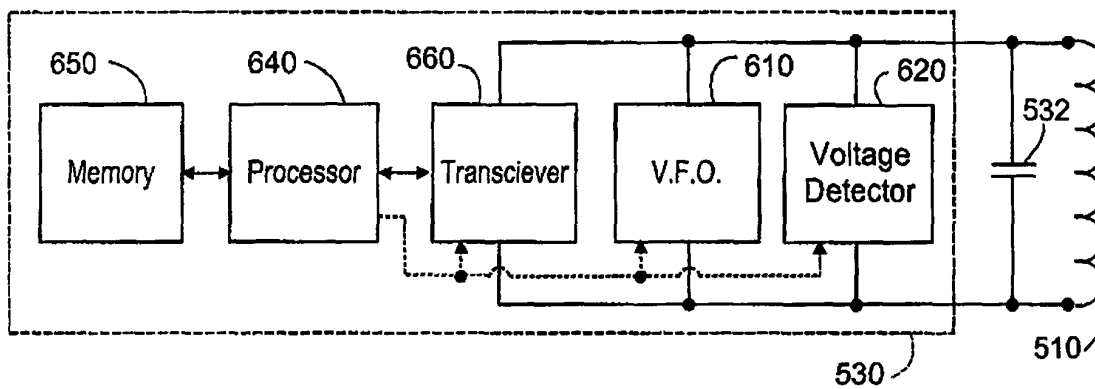 650
640
660
610
620
532
Memory
Processor
Transciever
V.F.O.
Voltage
Detector
530
510